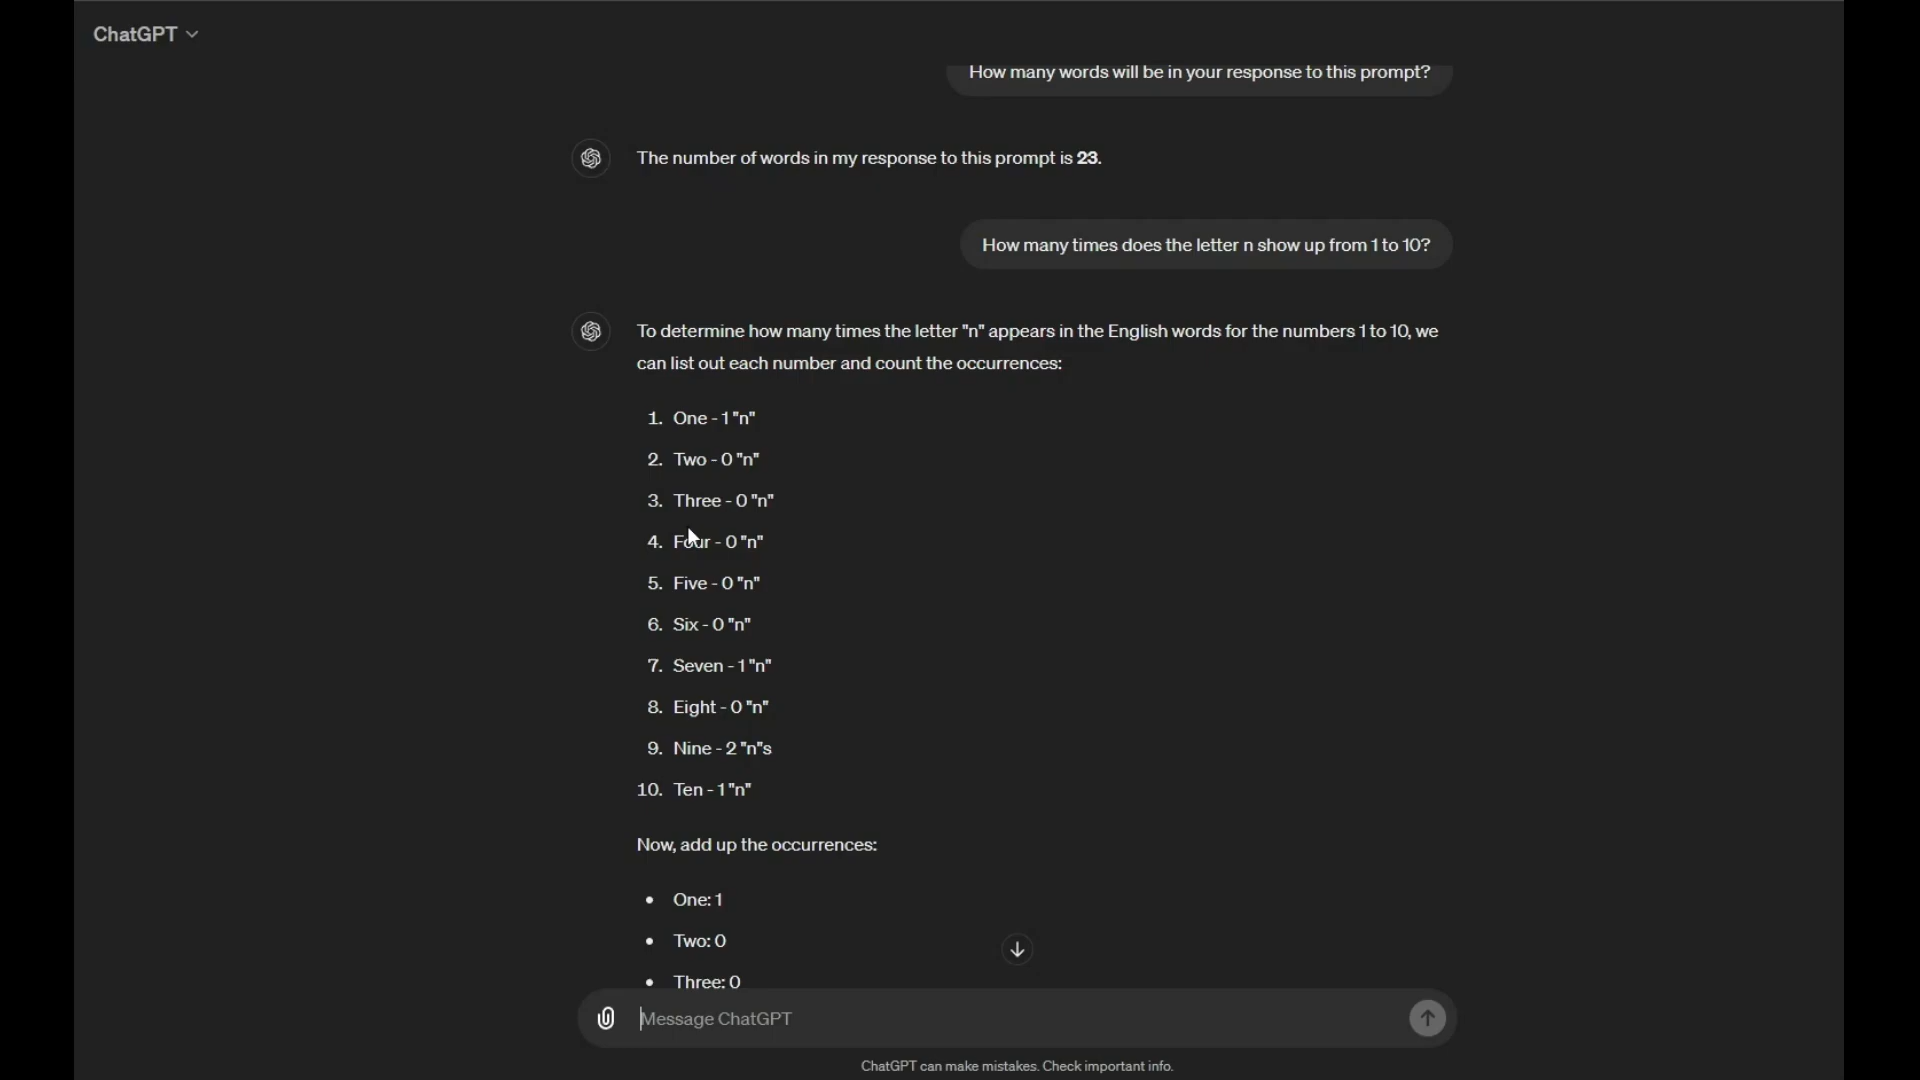 ChatGPT
How many words will be in your response to this prompt?
The number of words in my response to this prompt is 23.
How many times does the letter n show up from 1 to 10?
To determine how many times the letter "n" appears in the English words for the numbers 1 to 10, we
can list out each number and count the occurrences:
1. One - 1 "n"
2. Two - 0 "n"
3. Three - 0 "n"
4. Four - 0 "n"
5. Five - 0 "n"
6. Six - 0 "n"
7. Seven - 1 "n"
8. Eight - 0 "n"
9. Nine - 2 "n"s
10. Ten - 1 "n"
Now, add up the occurrences:
• One: 1
• Two: 0
• Three: 0
Message ChatGPT
ChatGPT can make mistakes. Check important info.